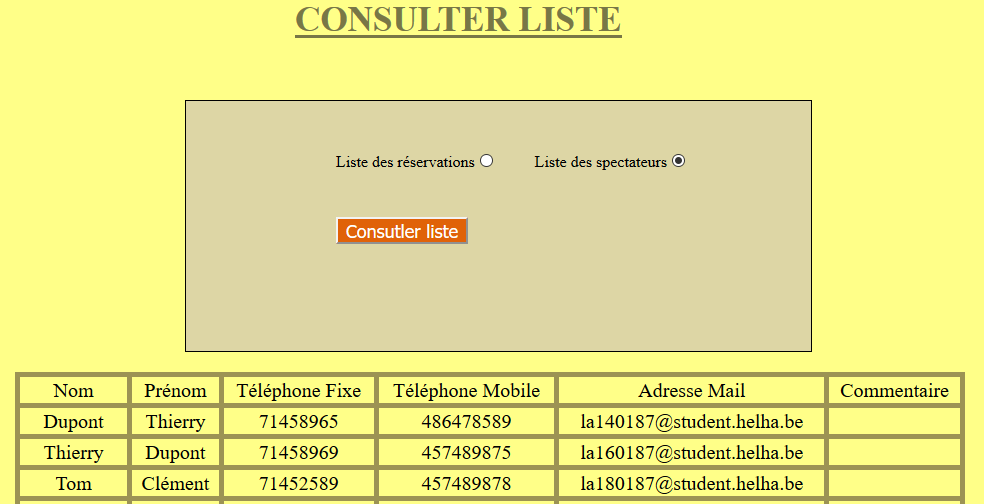 CONSULTER LISTE
Liste des réservations Liste des spectateurs
Consutler liste
Nom Prénom Téléphone Fixe Téléphone Mobile Adresse Mail Commentaire
Dupont Thierry 71458965 486478589 la140187@student.helha.be
Thierry Dupont 71458969 457489875 la160187@student.helha.be
Tom Clément 71452589 457489878 la180187@student.helha.be